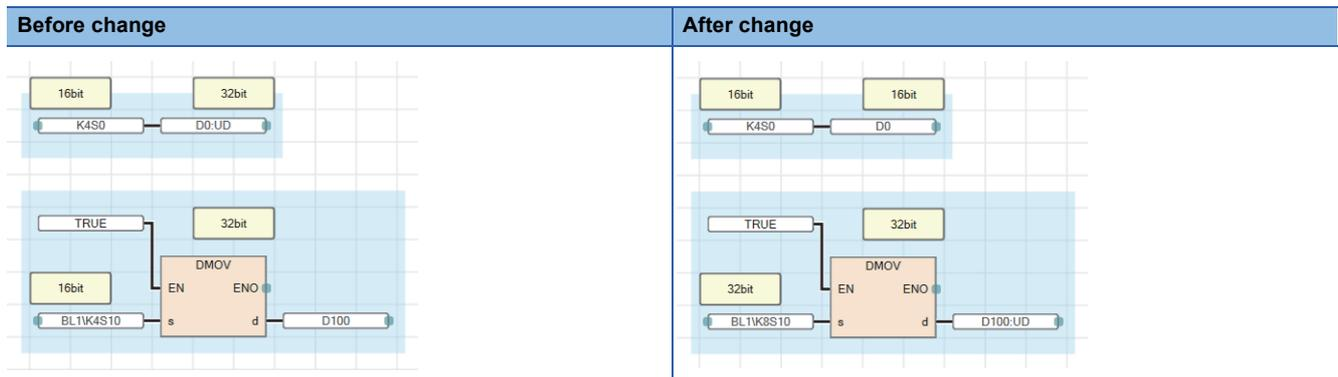 Before change
After change
16bit
32bit
K4S0
D0:UD
TRUE
32bit
DMOV
16bit
EN
ENO
BL1\K4S10
s
d
D100
16bit
16bit
K4S0
D0
TRUE
32bit
DMOV
32bit
EN
ENO
BL1\K8S10
s
d
D100:UD